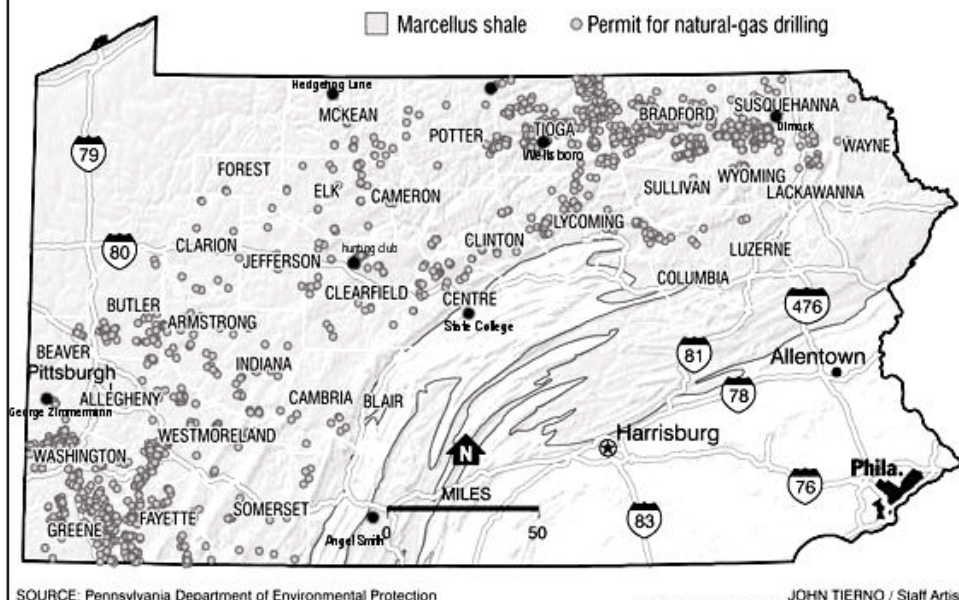 Marcellus shale
Permit for natural-gas drilling
Hedgehog Lane
MCKEAN
SUSQUEHANNA
Dimock
BRADFORD
POTTER
TIOGA
Wellsboro
WAYNE
79
FOREST
ELK
CAMERON
SULLIVAN
WYOMING
LACKAWANNA
LYCOMING
80
CLARION
JEFFERSON
hunting club
CLINTON
LUZERNE
CLEARFIELD
CENTRE
COLUMBIA
State College
476
BUTLER
ARMSTRONG
BEAVER
Pittsburgh
INDIANA
81
Allentown
ALLEGHENY
CAMBRIA
BLAIR
78
George Zimmermann
WASHINGTON
WESTMORELAND
N
Harrisburg
Phila.
76
MILES
0
50
GREENE
FAYETTE
SOMERSET
Angel Smith
83
SOURCE: Pennsylvania Department of Environmental Protection
JOHN TIERNO / Staff Artis